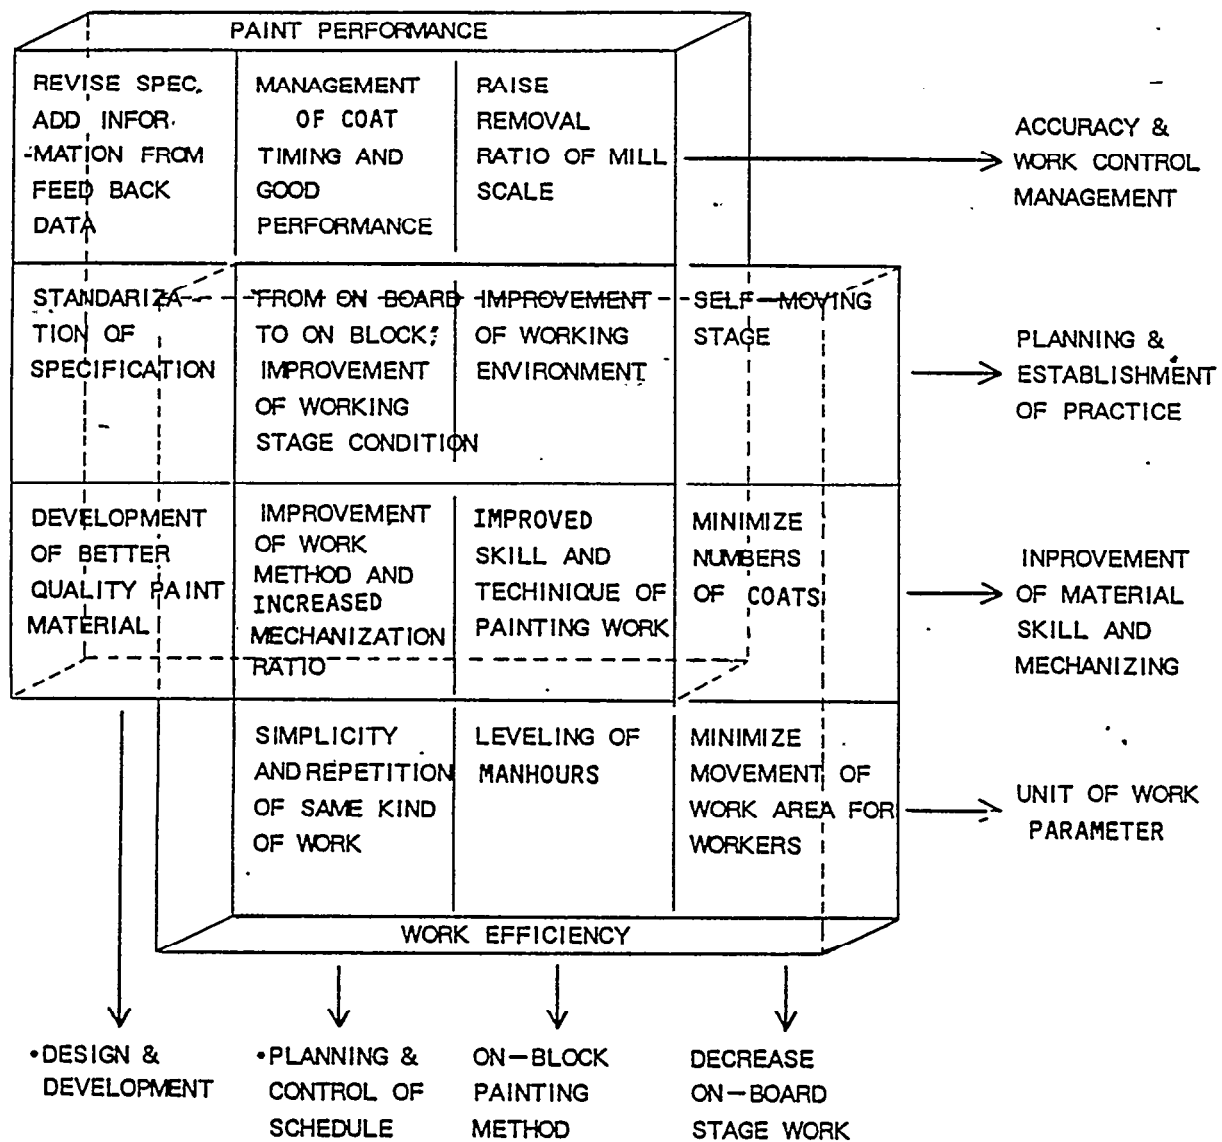 PAINT PERFORMANCE
REVISE SPEC.
ADD INFOR-
-MATION FROM
FEED BACK
DATA
MANAGEMENT
OF COAT
TIMING AND
GOOD
PERFORMANCE
RAISE
REMOVAL
RATIO OF MILL
SCALE
ACCURACY &
WORK CONTROL
MANAGEMENT
STANDARIZA-
TION OF
SPECIFICATION
FROM ON BOARD
TO ON BLOCK;
IMPROVEMENT
OF WORKING
STAGE CONDITION
IMPROVEMENT
OF WORKING
ENVIRONMENT
SELF-MOVING
STAGE
PLANNING &
ESTABLISHMENT
OF PRACTICE
DEVELOPMENT
OF BETTER
QUALITY PAINT
MATERIAL
IMPROVEMENT
OF WORK
METHOD AND
INCREASED
MECHANIZATION
RATIO
IMPROVED
SKILL AND
TECHINIQUE OF
PAINTING WORK
MINIMIZE
NUMBERS
OF COATS
INPROVEMENT
OF MATERIAL
SKILL AND
MECHANIZING
SIMPLICITY
AND REPETITION
OF SAME KIND
OF WORK
LEVELING OF
MANHOURS
MINIMIZE
MOVEMENT OF
WORK AREA FOR
WORKERS
UNIT OF WORK
PARAMETER
WORK EFFICIENCY
•DESIGN &
DEVELOPMENT
•PLANNING &
CONTROL OF
SCHEDULE
ON-BLOCK
PAINTING
METHOD
DECREASE
ON-BOARD
STAGE WORK